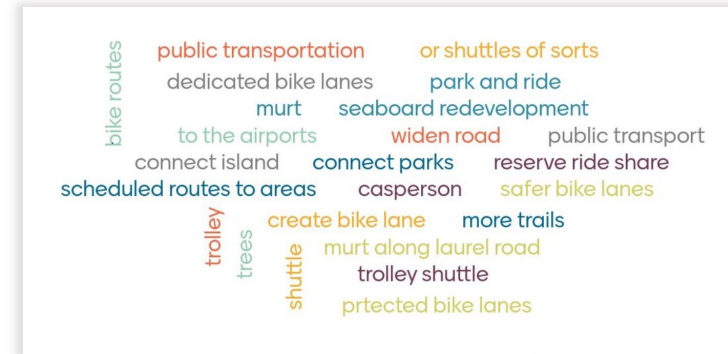 bike routes
public transportation
or shuttles of sorts
dedicated bike lanes
park and ride
murt
seaboard redevelopment
to the airports
widen road
public transport
connect island
connect parks
reserve ride share
scheduled routes to areas
casperson
safer bike lanes
trolley
trees
create bike lane
more trails
shuttle
murt along laurel road
trolley shuttle
prtected bike lanes